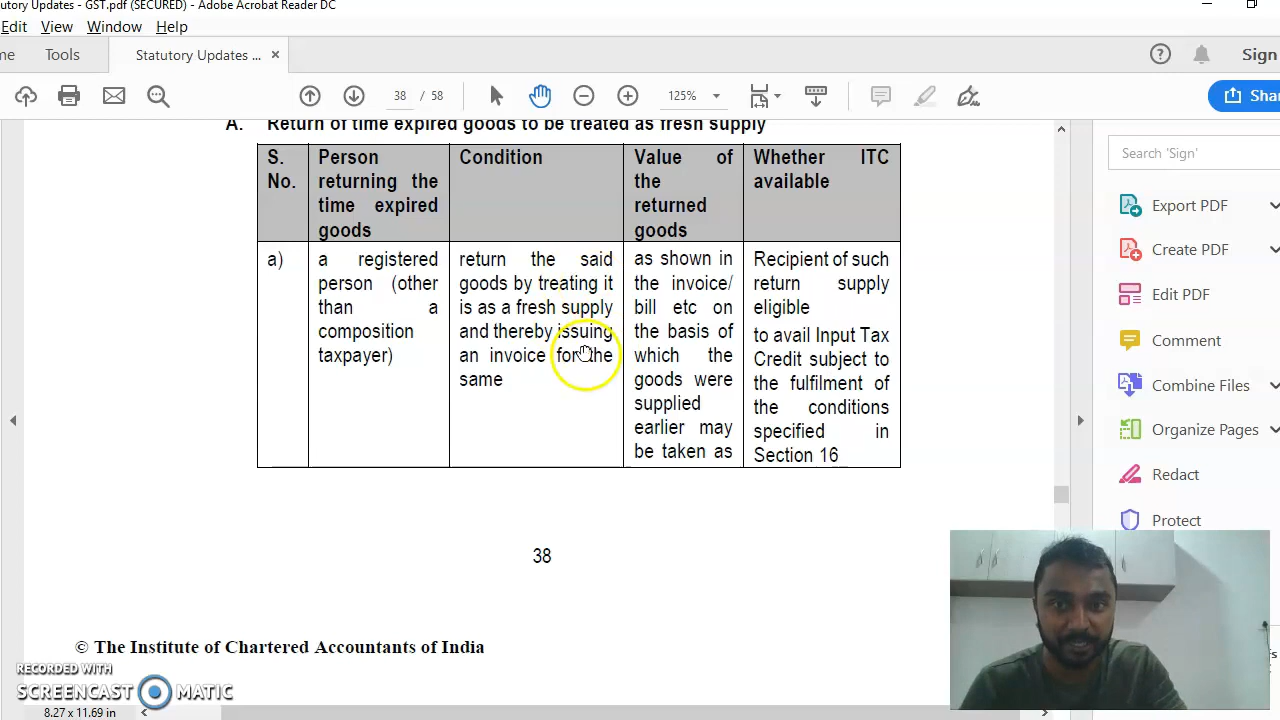 tutory Updates - GST.pdf (SECURED) - Adobe Acrobat Reader DC
Edit View Window Help
me Tools Statutory Updates ... × Sign
38 / 58 125% Shar
A. Return of time expired goods to be treated as fresh supply
S. No.
Person returning the time expired goods
Condition
Value of the returned goods
Whether ITC available
a)
a registered
person (other
than a
composition
taxpayer)
return the said
goods by treating it
is as a fresh supply
and thereby issuing
an invoice for the
same
as shown in
the invoice/
bill etc on
the basis of
which the
goods were
supplied
earlier may
be taken as
Recipient of such
return supply
eligible
to avail Input Tax
Credit subject to
the fulfilment of
the conditions
specified in
Section 16
38
© The Institute of Chartered Accountants of India
Search 'Sign'
Export PDF
Create PDF
Edit PDF
Comment
Combine Files
Organize Pages
Redact
Protect
RECORDED WITH
SCREENCAST MATIC
8.27 x 11.69 in